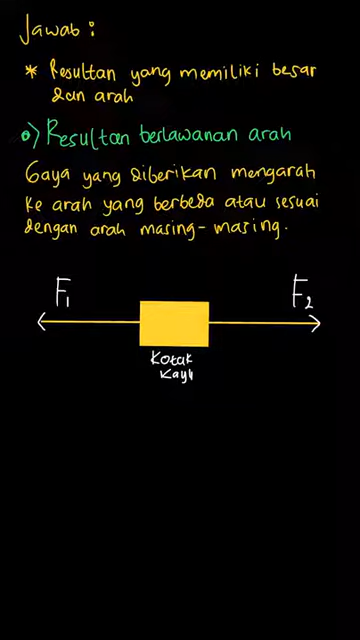 Jawab :
* Resultan yang memiliki besar
dan arah
•) Resultan berlawanan arah
Gaya yang diberikan mengarah
ke arah yang berbeda atau sesuai
dengan arah masing-masing.
F₁
F₂
Kotak
Kayu